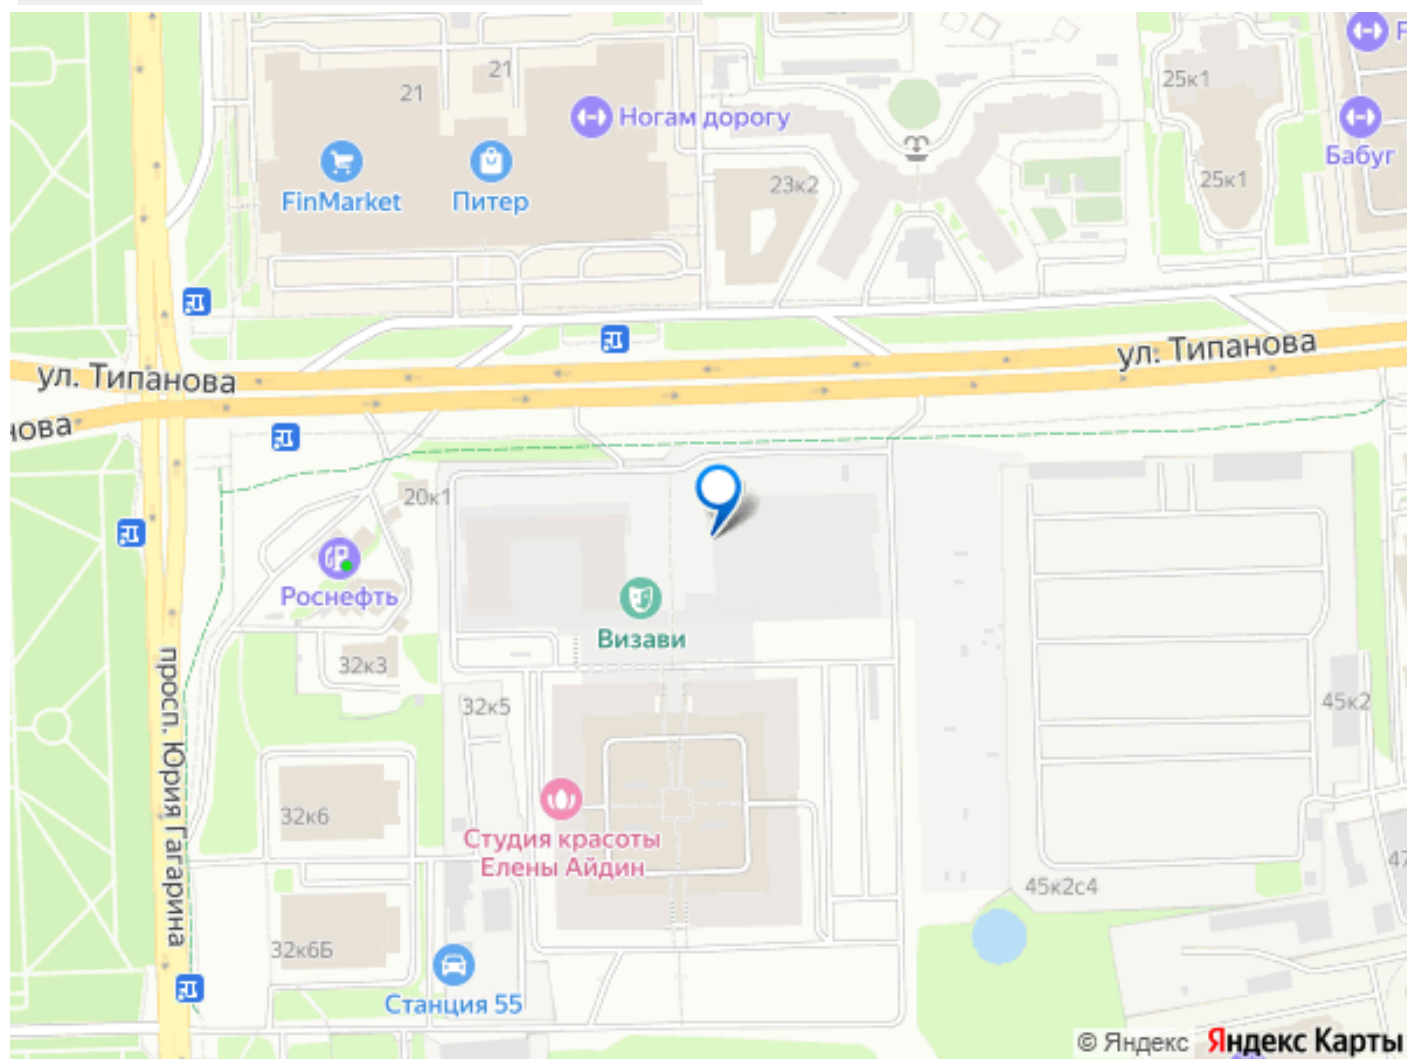 21
21
25к1
Ногам дорогу
FinMarket
Питер
23к2
25к1
Бабуг
ул. Типанова
ул. Типанова
нова
20к1
Роснефть
Визави
32к3
32к5
45к2
просп. Юрия Гагарина
32к6
Студия красоты
Елены Айдин
45к2с4
47
32к6Б
Станция 55
© Яндекс Яндекс Карты